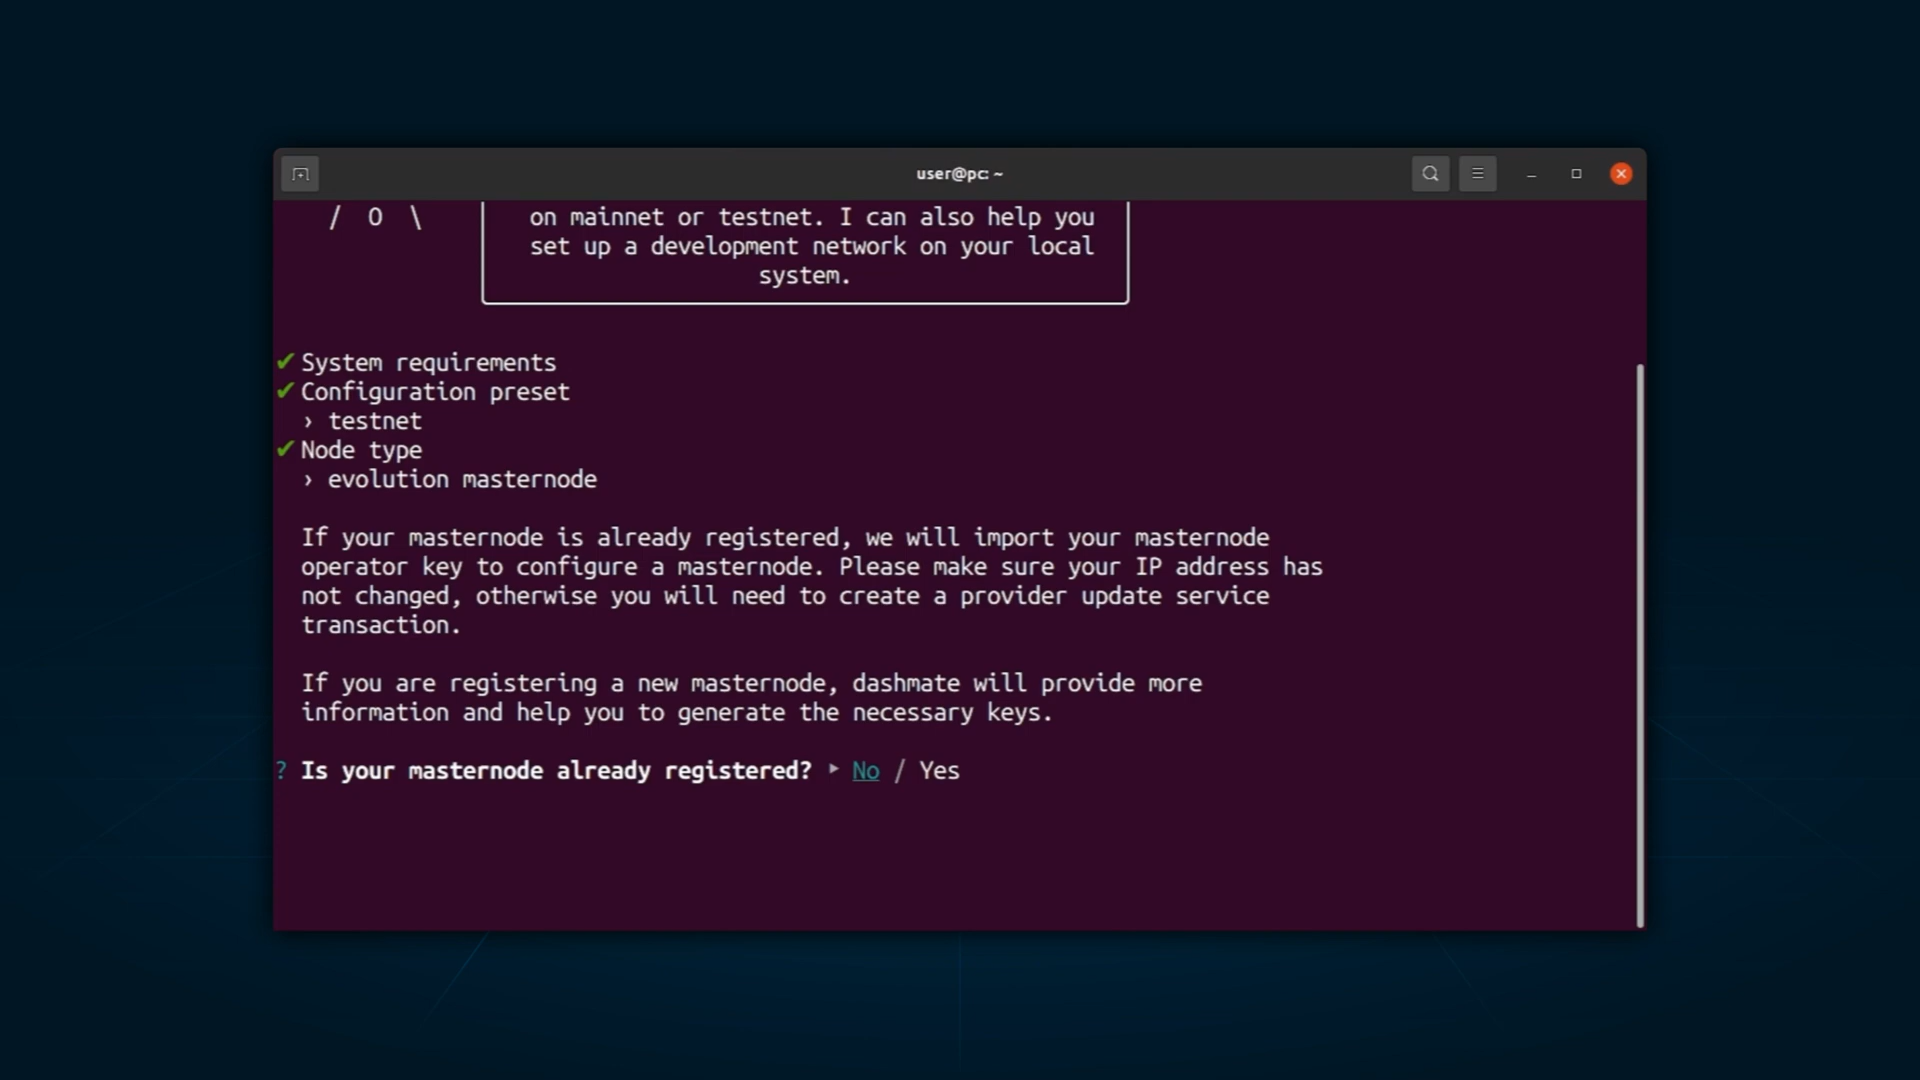 user@pc: ~
/ O \
on mainnet or testnet. I can also help you
set up a development network on your local
system.
✔ System requirements
✔ Configuration preset
› testnet
✔ Node type
› evolution masternode
If your masternode is already registered, we will import your masternode
operator key to configure a masternode. Please make sure your IP address has
not changed, otherwise you will need to create a provider update service
transaction.
If you are registering a new masternode, dashmate will provide more
information and help you to generate the necessary keys.
? Is your masternode already registered? ‣ No / Yes